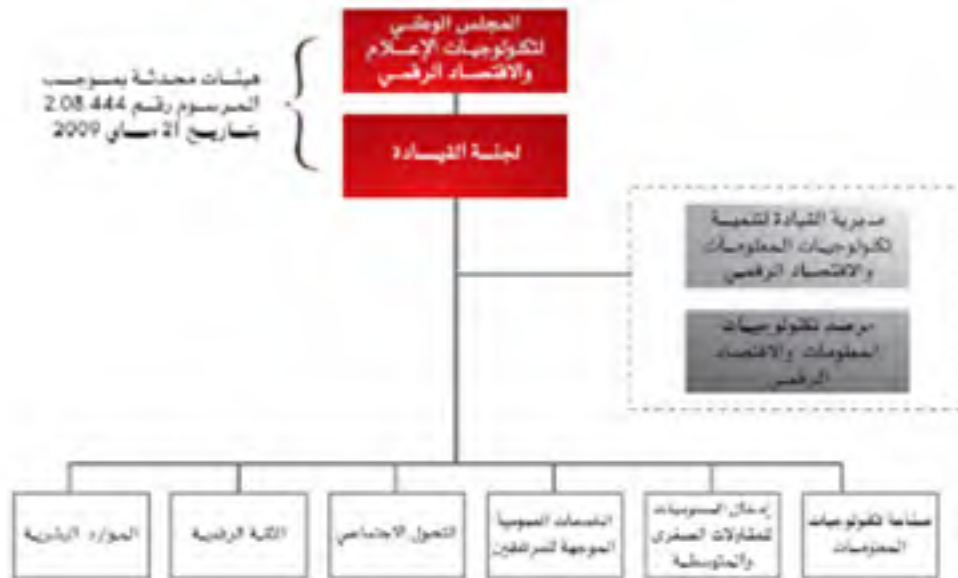 المجلس الوطني
لتكنولوجيات الإعلام
والاقتصاد الرقمي
هيئات محدثة بموجب
المرسوم رقم 2.08.444
بتاريخ 21 ماي 2009
لجنة القيادة
مديرية القيادة لتنمية
تكنولوجيات المعلومات
والاقتصاد الرقمي
مرصد تكنولوجيات
المعلومات والاقتصاد
الرقمي
صناعة تكنولوجيات
المعلوميات
إدخال المعلوميات
للمقاولات الصغرى
والمتوسطة
الخدمات العمومية
الموجهة للمرتفقين
التحول الاجتماعي
الثقة الرقمية
الموارد البشرية